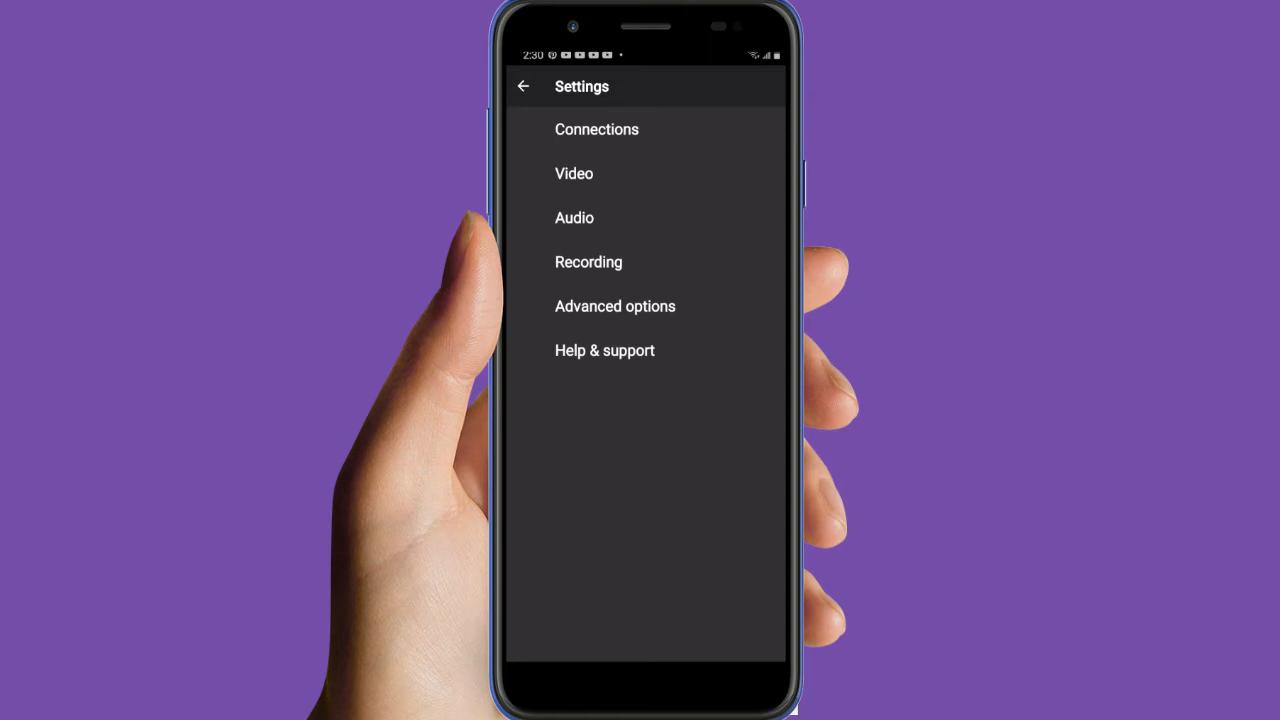 2:30
Settings
Connections
Video
Audio
Recording
Advanced options
Help & support